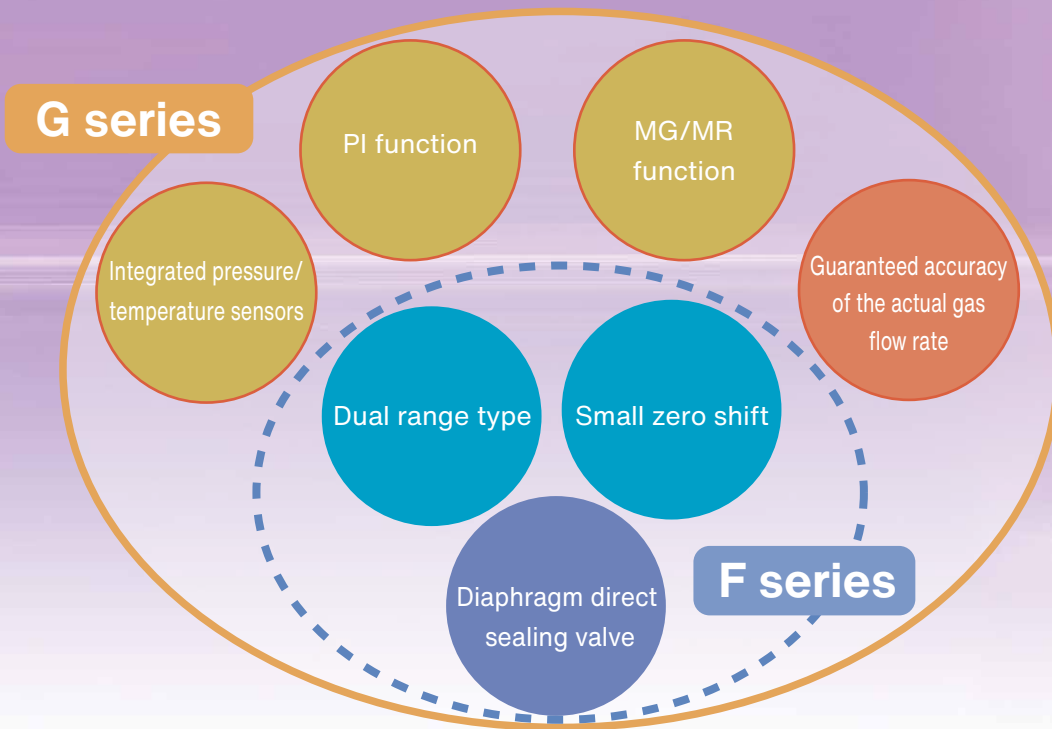 G series
PI function
MG/MR
function
Integrated pressure/
temperature sensors
Guaranteed accuracy
of the actual gas
flow rate
Dual range type
Small zero shift
F series
Diaphragm direct
sealing valve